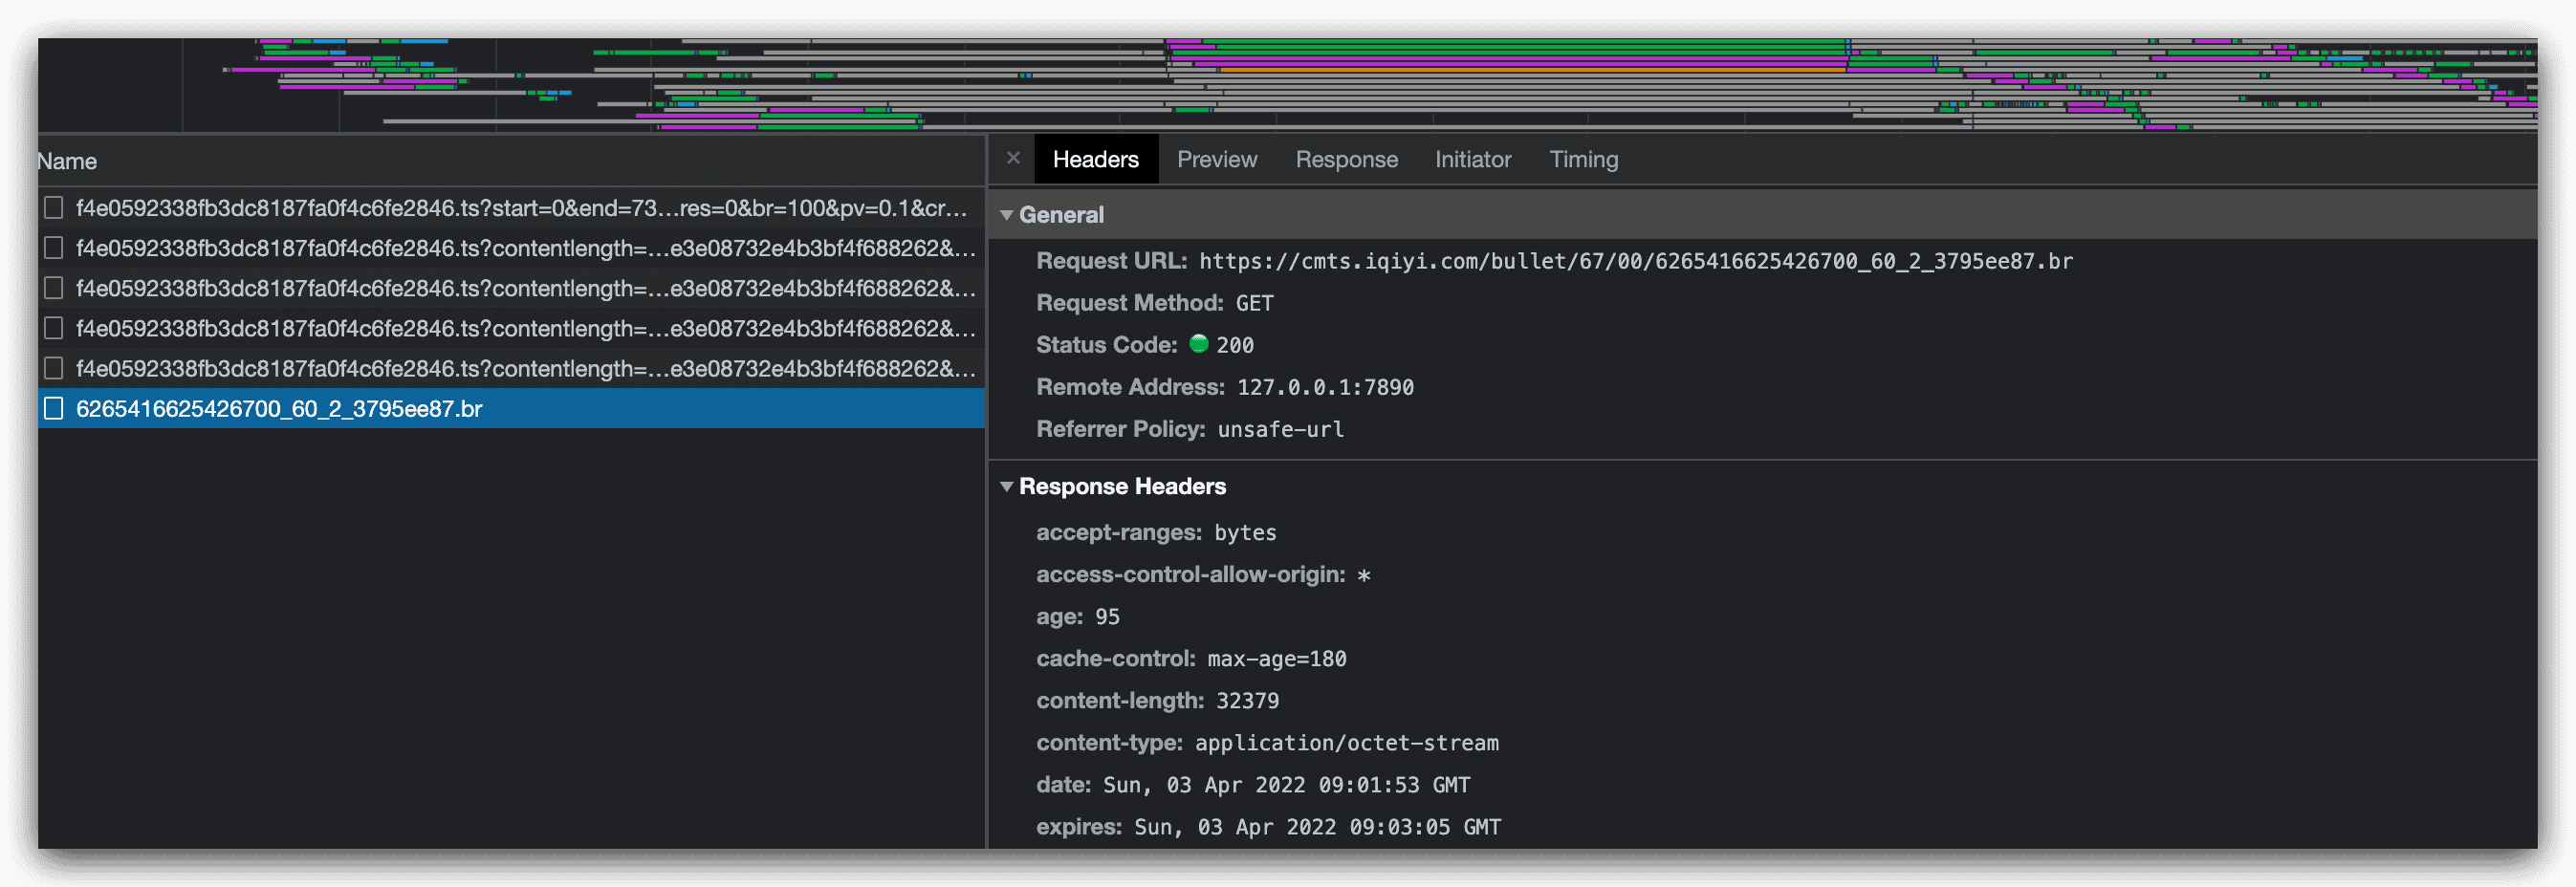 Name
f4e0592338fb3dc8187fa0f4c6fe2846.ts?start=0&end=73…res=0&br=100&pv=0.1&cr…
f4e0592338fb3dc8187fa0f4c6fe2846.ts?contentlength=…e3e08732e4b3bf4f688262&…
f4e0592338fb3dc8187fa0f4c6fe2846.ts?contentlength=…e3e08732e4b3bf4f688262&…
f4e0592338fb3dc8187fa0f4c6fe2846.ts?contentlength=…e3e08732e4b3bf4f688262&…
f4e0592338fb3dc8187fa0f4c6fe2846.ts?contentlength=…e3e08732e4b3bf4f688262&…
6265416625426700_60_2_3795ee87.br
× Headers Preview Response Initiator Timing
General
Request URL: https://cmts.iqiyi.com/bullet/67/00/6265416625426700_60_2_3795ee87.br
Request Method: GET
Status Code: 200
Remote Address: 127.0.0.1:7890
Referrer Policy: unsafe-url
Response Headers
accept-ranges: bytes
access-control-allow-origin: *
age: 95
cache-control: max-age=180
content-length: 32379
content-type: application/octet-stream
date: Sun, 03 Apr 2022 09:01:53 GMT
expires: Sun, 03 Apr 2022 09:03:05 GMT